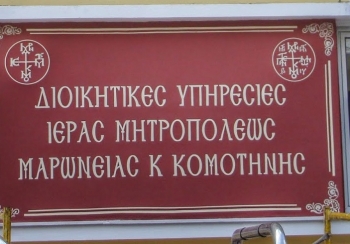 ΔΙΟΙΚΗΤΙΚΕΣ ΥΠΗΡΕΣΙΕΣ
ΙΕΡΑΣ ΜΗΤΡΟΠΟΛΕΩΣ
ΜΑΡΩΝΕΙΑΣ Κ ΚΟΜΟΤΗΝΗΣ